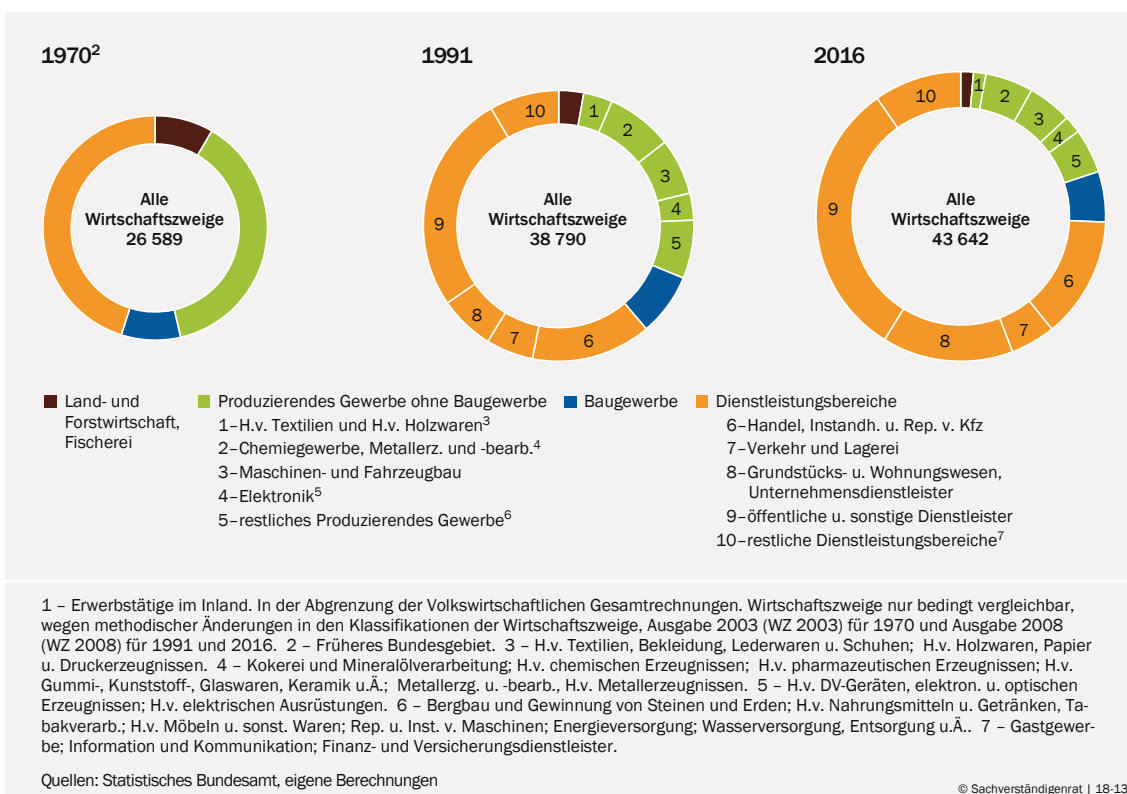 1970²
1991
2016
Alle
Wirtschaftszweige
26 589
10
1
2
3
4
5
6
7
8
9
Alle
Wirtschaftszweige
38 790
10
1
2
3
4
5
6
7
8
9
Alle
Wirtschaftszweige
43 642
Land- und
Forstwirtschaft,
Fischerei
Produzierendes Gewerbe ohne Baugewerbe
1–H.v. Textilien und H.v. Holzwaren³
2–Chemiegewerbe, Metallerz. und -bearb.⁴
3–Maschinen- und Fahrzeugbau
4–Elektronik⁵
5–restliches Produzierendes Gewerbe⁶
Baugewerbe
Dienstleistungsbereiche
6–Handel, Instandh. u. Rep. v. Kfz
7–Verkehr und Lagerei
8–Grundstücks- u. Wohnungswesen,
Unternehmensdienstleister
9–öffentliche u. sonstige Dienstleister
10–restliche Dienstleistungsbereiche⁷
1 – Erwerbstätige im Inland. In der Abgrenzung der Volkswirtschaftlichen Gesamtrechnungen. Wirtschaftszweige nur bedingt vergleichbar,
wegen methodischer Änderungen in den Klassifikationen der Wirtschaftszweige, Ausgabe 2003 (WZ 2003) für 1970 und Ausgabe 2008
(WZ 2008) für 1991 und 2016. 2 – Früheres Bundesgebiet. 3 – H.v. Textilien, Bekleidung, Lederwaren u. Schuhen; H.v. Holzwaren, Papier
u. Druckerzeugnissen. 4 – Kokerei und Mineralölverarbeitung; H.v. chemischen Erzeugnissen; H.v. pharmazeutischen Erzeugnissen; H.v.
Gummi-, Kunststoff-, Glaswaren, Keramik u.Ä.; Metallerzg. u. -bearb., H.v. Metallerzeugnissen. 5 – H.v. DV-Geräten, elektron. u. optischen
Erzeugnissen; H.v. elektrischen Ausrüstungen. 6 – Bergbau und Gewinnung von Steinen und Erden; H.v. Nahrungsmitteln u. Getränken, Ta-
bakverarb.; H.v. Möbeln u. sonst. Waren; Rep. u. Inst. v. Maschinen; Energieversorgung; Wasserversorgung, Entsorgung u.Ä.. 7 – Gastgewer-
be; Information und Kommunikation; Finanz- und Versicherungsdienstleister.
Quellen: Statistisches Bundesamt, eigene Berechnungen
© Sachverständigenrat | 18-13